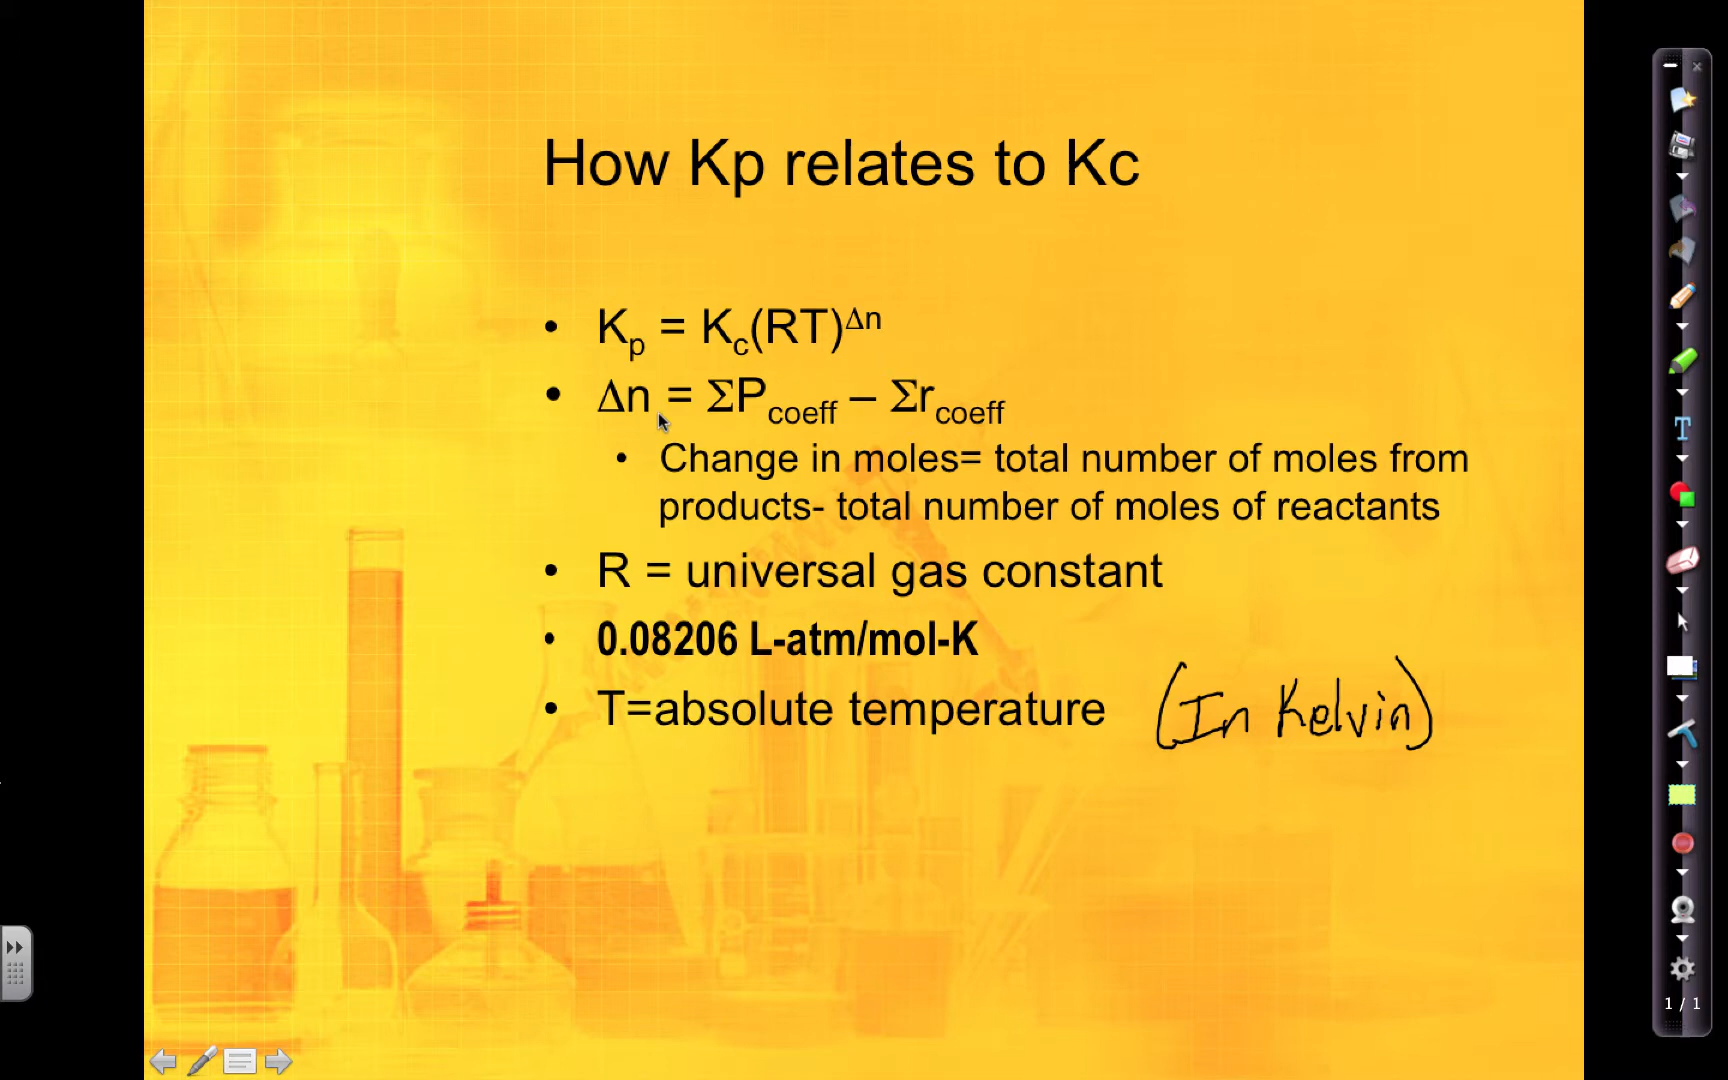 How Kp relates to Kc
• Kp = Kc(RT)^Δn
• Δn = ΣPcoeff – Σrcoeff
• Change in moles= total number of moles from
products- total number of moles of reactants
• R = universal gas constant
• 0.08206 L-atm/mol-K
• T=absolute temperature (In Kelvin)
T
1 / 1